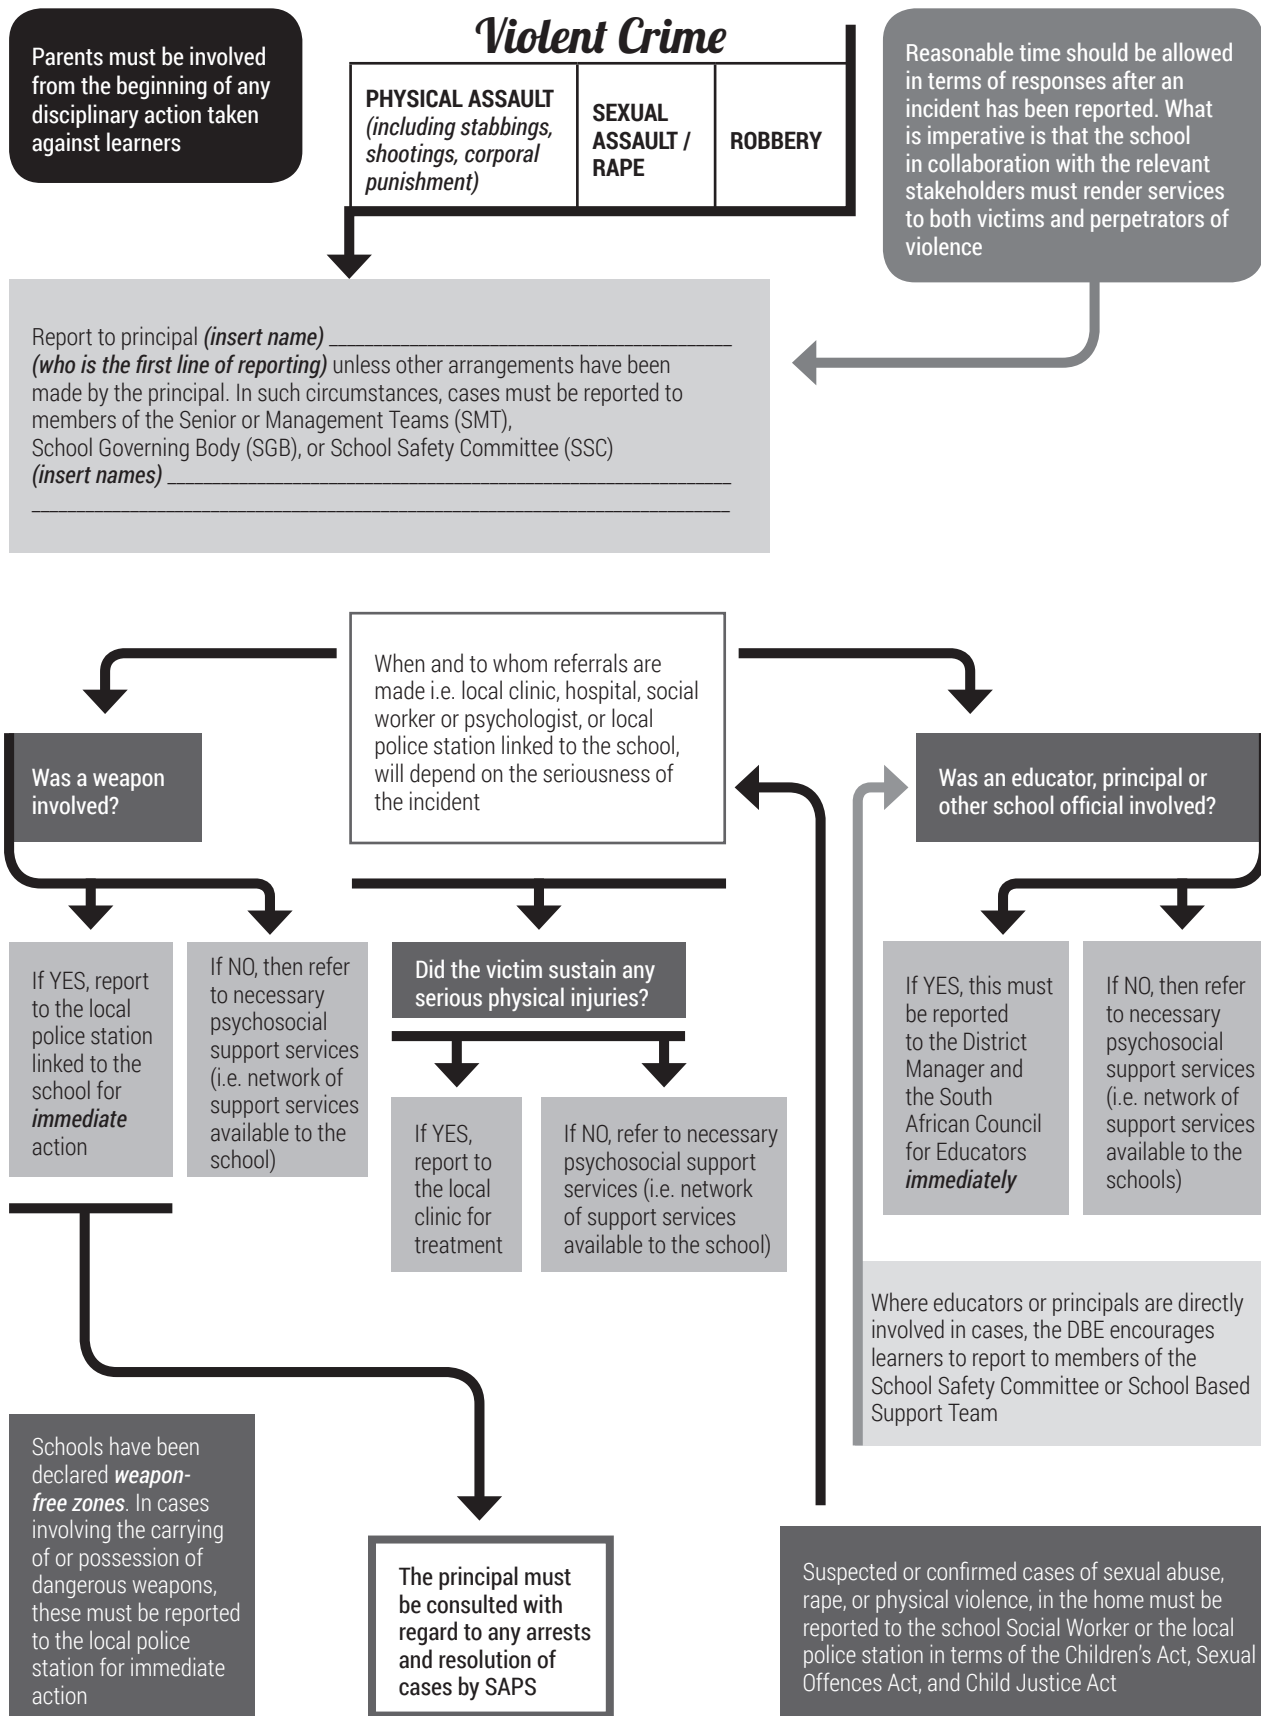 Parents must be involved
from the beginning of any
disciplinary action taken
against learners
Violent Crime
PHYSICAL ASSAULT
(including stabbings,
shootings, corporal
punishment)
SEXUAL
ASSAULT /
RAPE
ROBBERY
Reasonable time should be allowed
in terms of responses after an
incident has been reported. What
is imperative is that the school
in collaboration with the relevant
stakeholders must render services
to both victims and perpetrators of
violence
Report to principal (insert name) ________________________________________
(who is the first line of reporting) unless other arrangements have been
made by the principal. In such circumstances, cases must be reported to
members of the Senior or Management Teams (SMT),
School Governing Body (SGB), or School Safety Committee (SSC)
(insert names) ________________________________________________________
______________________________________________________________________
When and to whom referrals are
made i.e. local clinic, hospital, social
worker or psychologist, or local
police station linked to the school,
will depend on the seriousness of
the incident
Was a weapon
involved?
Was an educator, principal or
other school official involved?
If YES, report
to the local
police station
linked to the
school for
immediate
action
If NO, then refer
to necessary
psychosocial
support services
(i.e. network of
support services
available to the
school)
Did the victim sustain any
serious physical injuries?
If YES,
report to
the local
clinic for
treatment
If NO, refer to necessary
psychosocial support
services (i.e. network
of support services
available to the school)
If YES, this must
be reported
to the District
Manager and
the South
African Council
for Educators
immediately
If NO, then refer
to necessary
psychosocial
support services
(i.e. network of
support services
available to the
schools)
Where educators or principals are directly
involved in cases, the DBE encourages
learners to report to members of the
School Safety Committee or School Based
Support Team
Schools have been
declared weapon-
free zones. In cases
involving the carrying
of or possession of
dangerous weapons,
these must be reported
to the local police
station for immediate
action
The principal must
be consulted with
regard to any arrests
and resolution of
cases by SAPS
Suspected or confirmed cases of sexual abuse,
rape, or physical violence, in the home must be
reported to the school Social Worker or the local
police station in terms of the Children’s Act, Sexual
Offences Act, and Child Justice Act